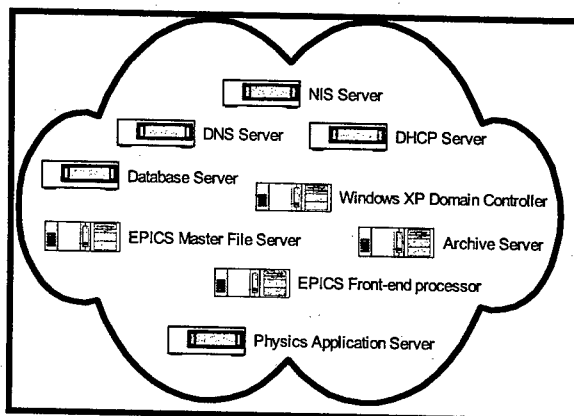 NIS Server
DNS Server
DHCP Server
Database Server
Windows XP Domain Controller
EPICS Master File Server
Archive Server
EPICS Front-end processor
Physics Application Server